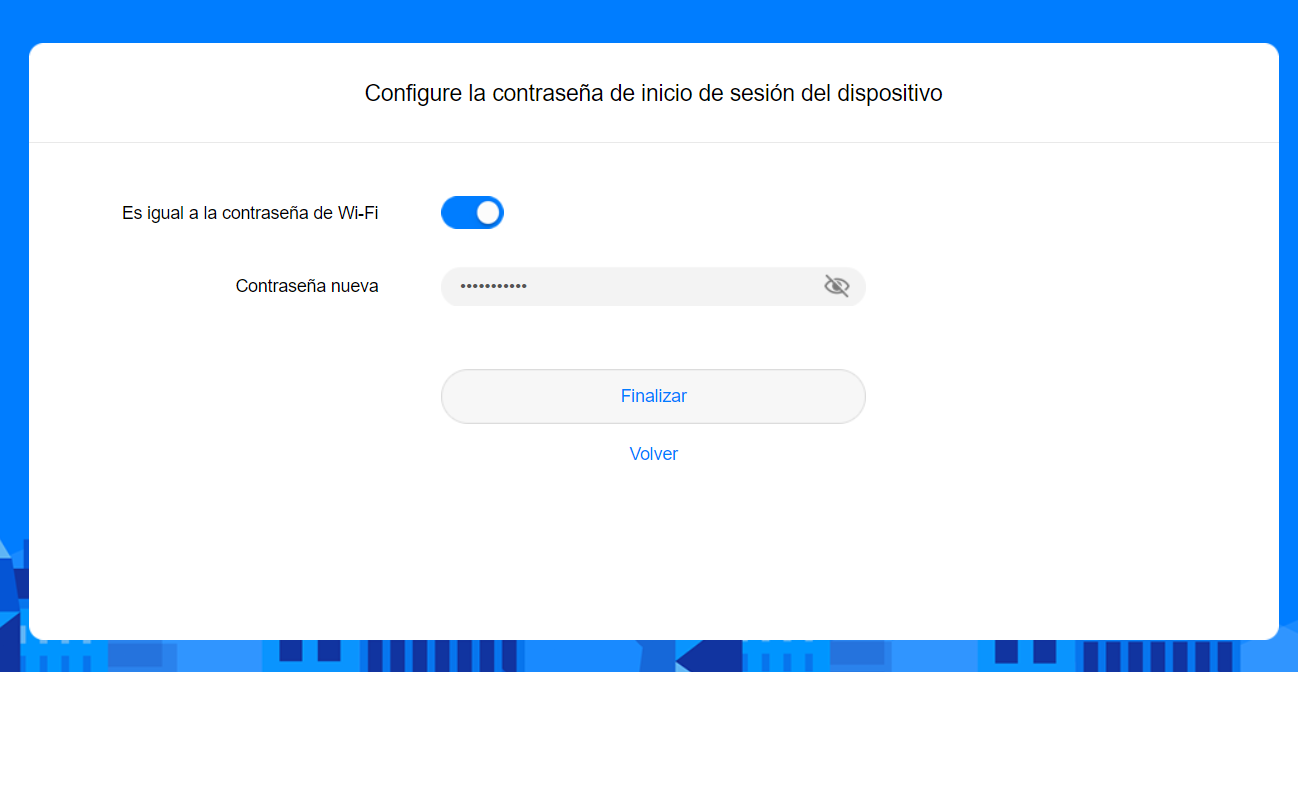 Configure la contraseña de inicio de sesión del dispositivo
Es igual a la contraseña de Wi-Fi
Contraseña nueva
•••••••••••
Finalizar
Volver